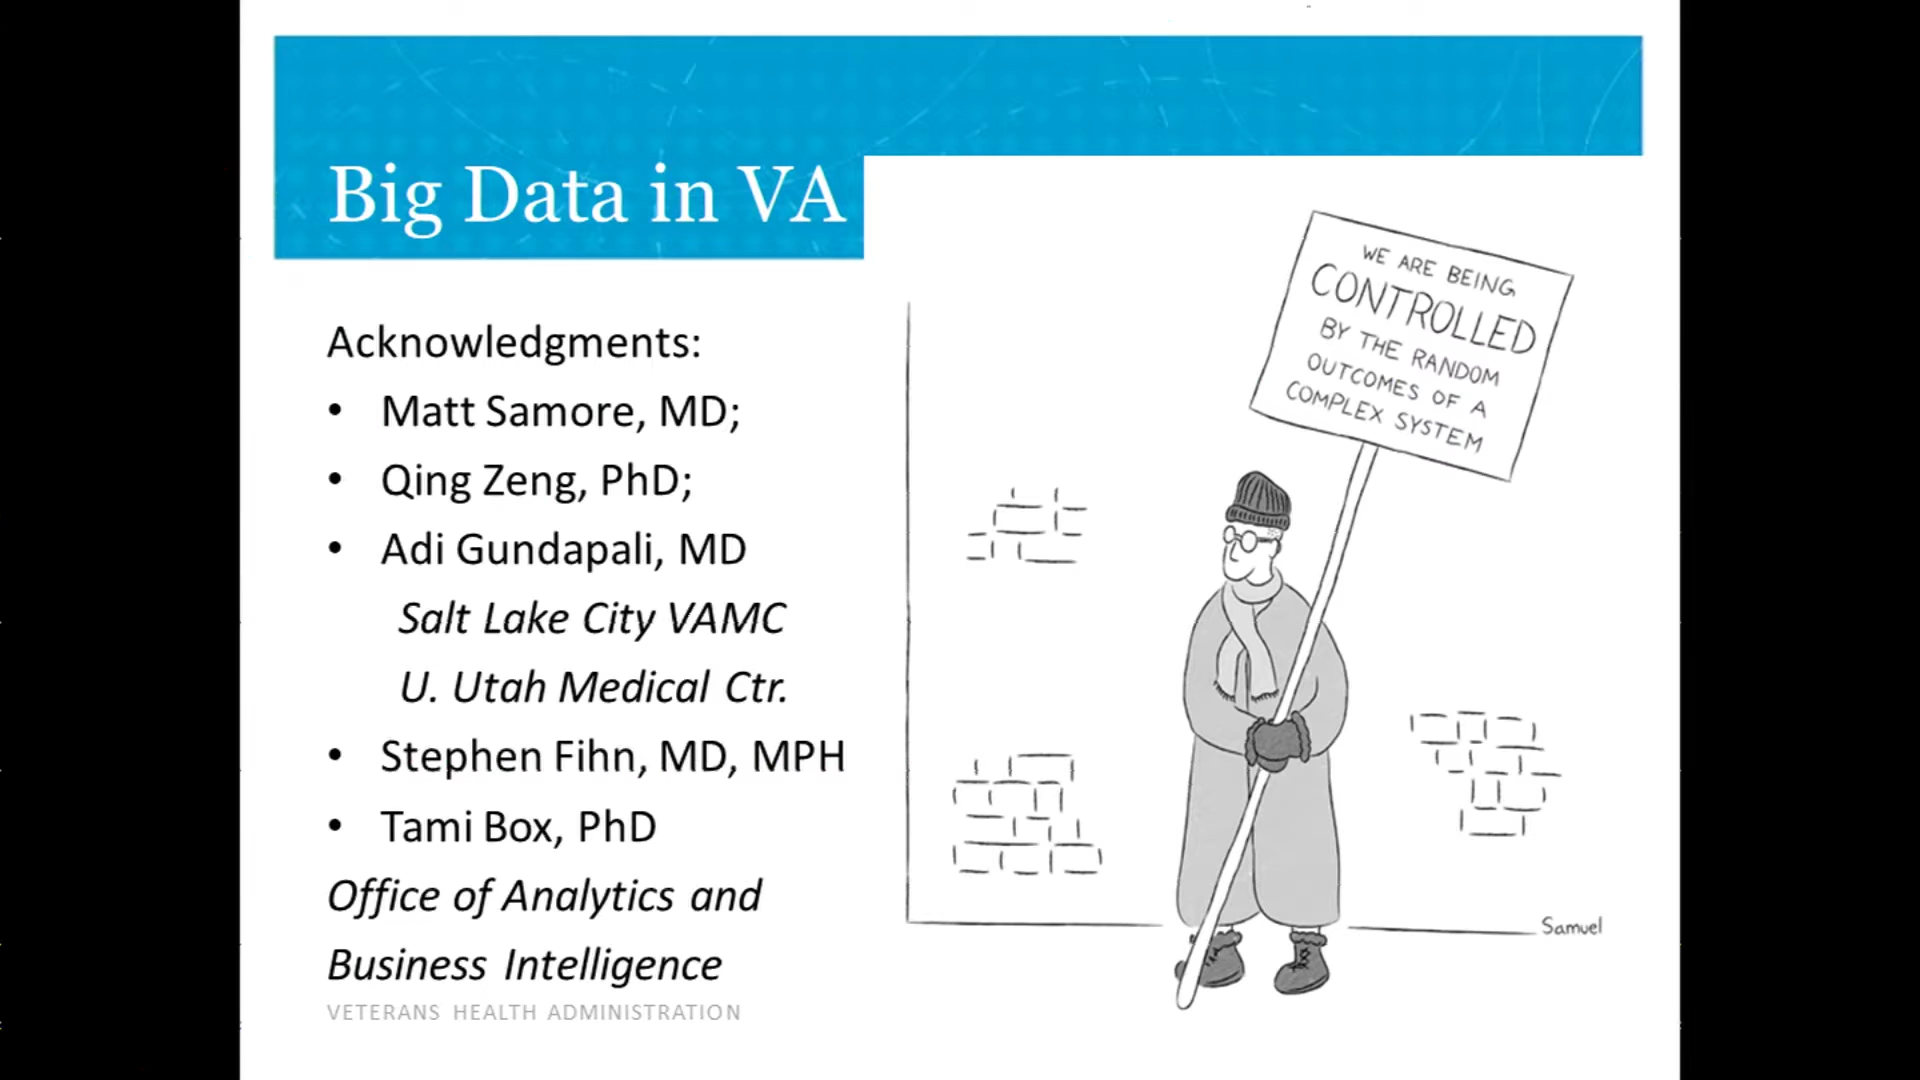 Big Data in VA
Acknowledgments:
• Matt Samore, MD;
• Qing Zeng, PhD;
• Adi Gundapali, MD
Salt Lake City VAMC
U. Utah Medical Ctr.
• Stephen Fihn, MD, MPH
• Tami Box, PhD
Office of Analytics and
Business Intelligence
VETERANS HEALTH ADMINISTRATION
WE ARE BEING
CONTROLLED
BY THE RANDOM
OUTCOMES OF A
COMPLEX SYSTEM
Samuel